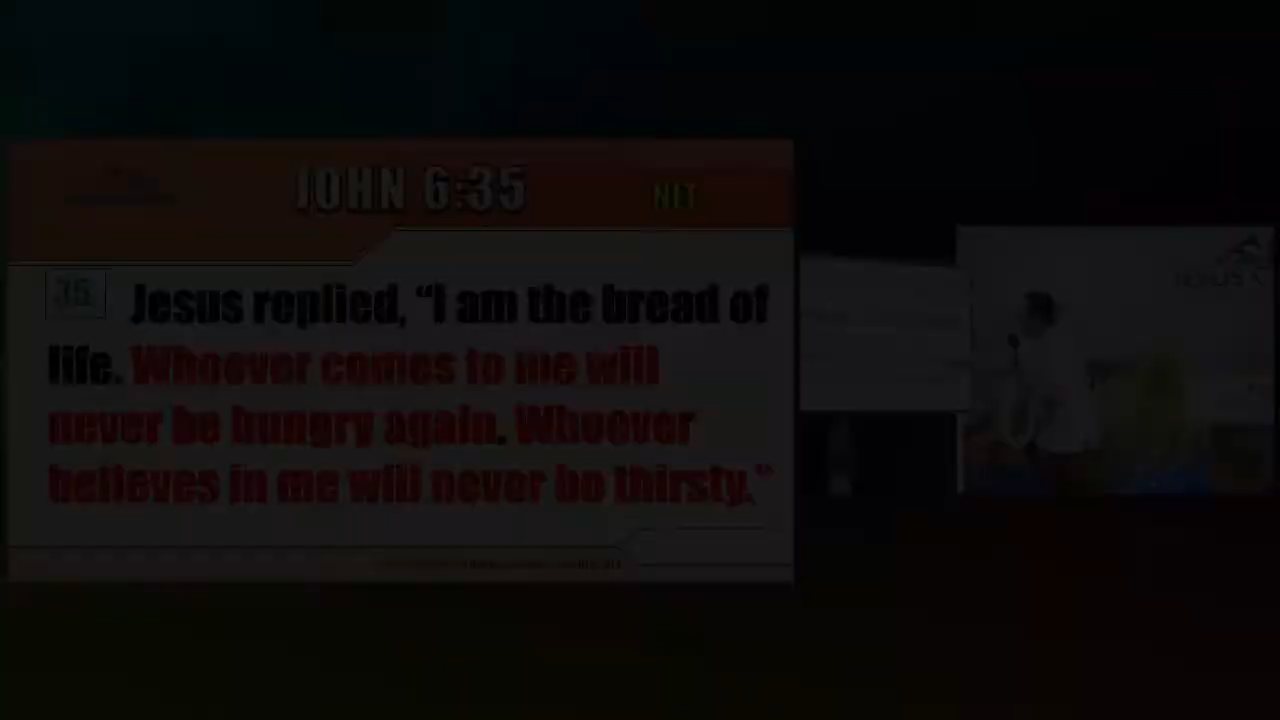 JOHN 6:35
NLT
35 Jesus replied, “I am the bread of
life. Whoever comes to me will
never be hungry again. Whoever
believes in me will never be thirsty.”